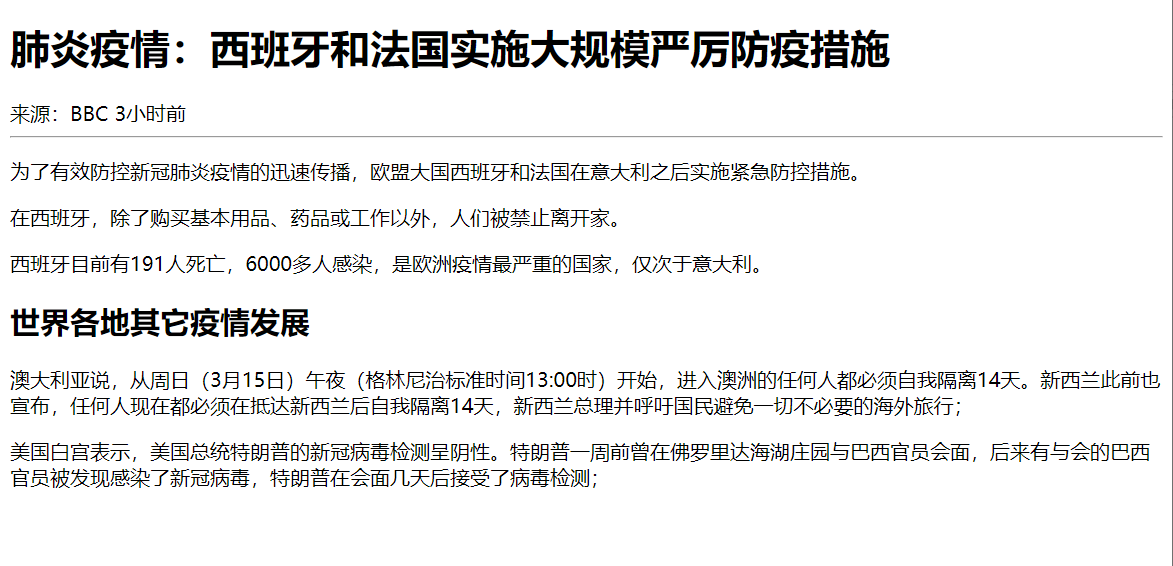 肺炎疫情：西班牙和法国实施大规模严厉防疫措施
来源：BBC 3小时前
为了有效防控新冠肺炎疫情的迅速传播，欧盟大国西班牙和法国在意大利之后实施紧急防控措施。
在西班牙，除了购买基本用品、药品或工作以外，人们被禁止离开家。
西班牙目前有191人死亡，6000多人感染，是欧洲疫情最严重的国家，仅次于意大利。
世界各地其它疫情发展
澳大利亚说，从周日（3月15日）午夜（格林尼治标准时间13:00时）开始，进入澳洲的任何人都必须自我隔离14天。新西兰此前也
宣布，任何人现在都必须在抵达新西兰后自我隔离14天，新西兰总理并呼吁国民避免一切不必要的海外旅行；
美国白宫表示，美国总统特朗普的新冠病毒检测呈阴性。特朗普一周前曾在佛罗里达海湖庄园与巴西官员会面，后来有与会的巴西
官员被发现感染了新冠病毒，特朗普在会面几天后接受了病毒检测；